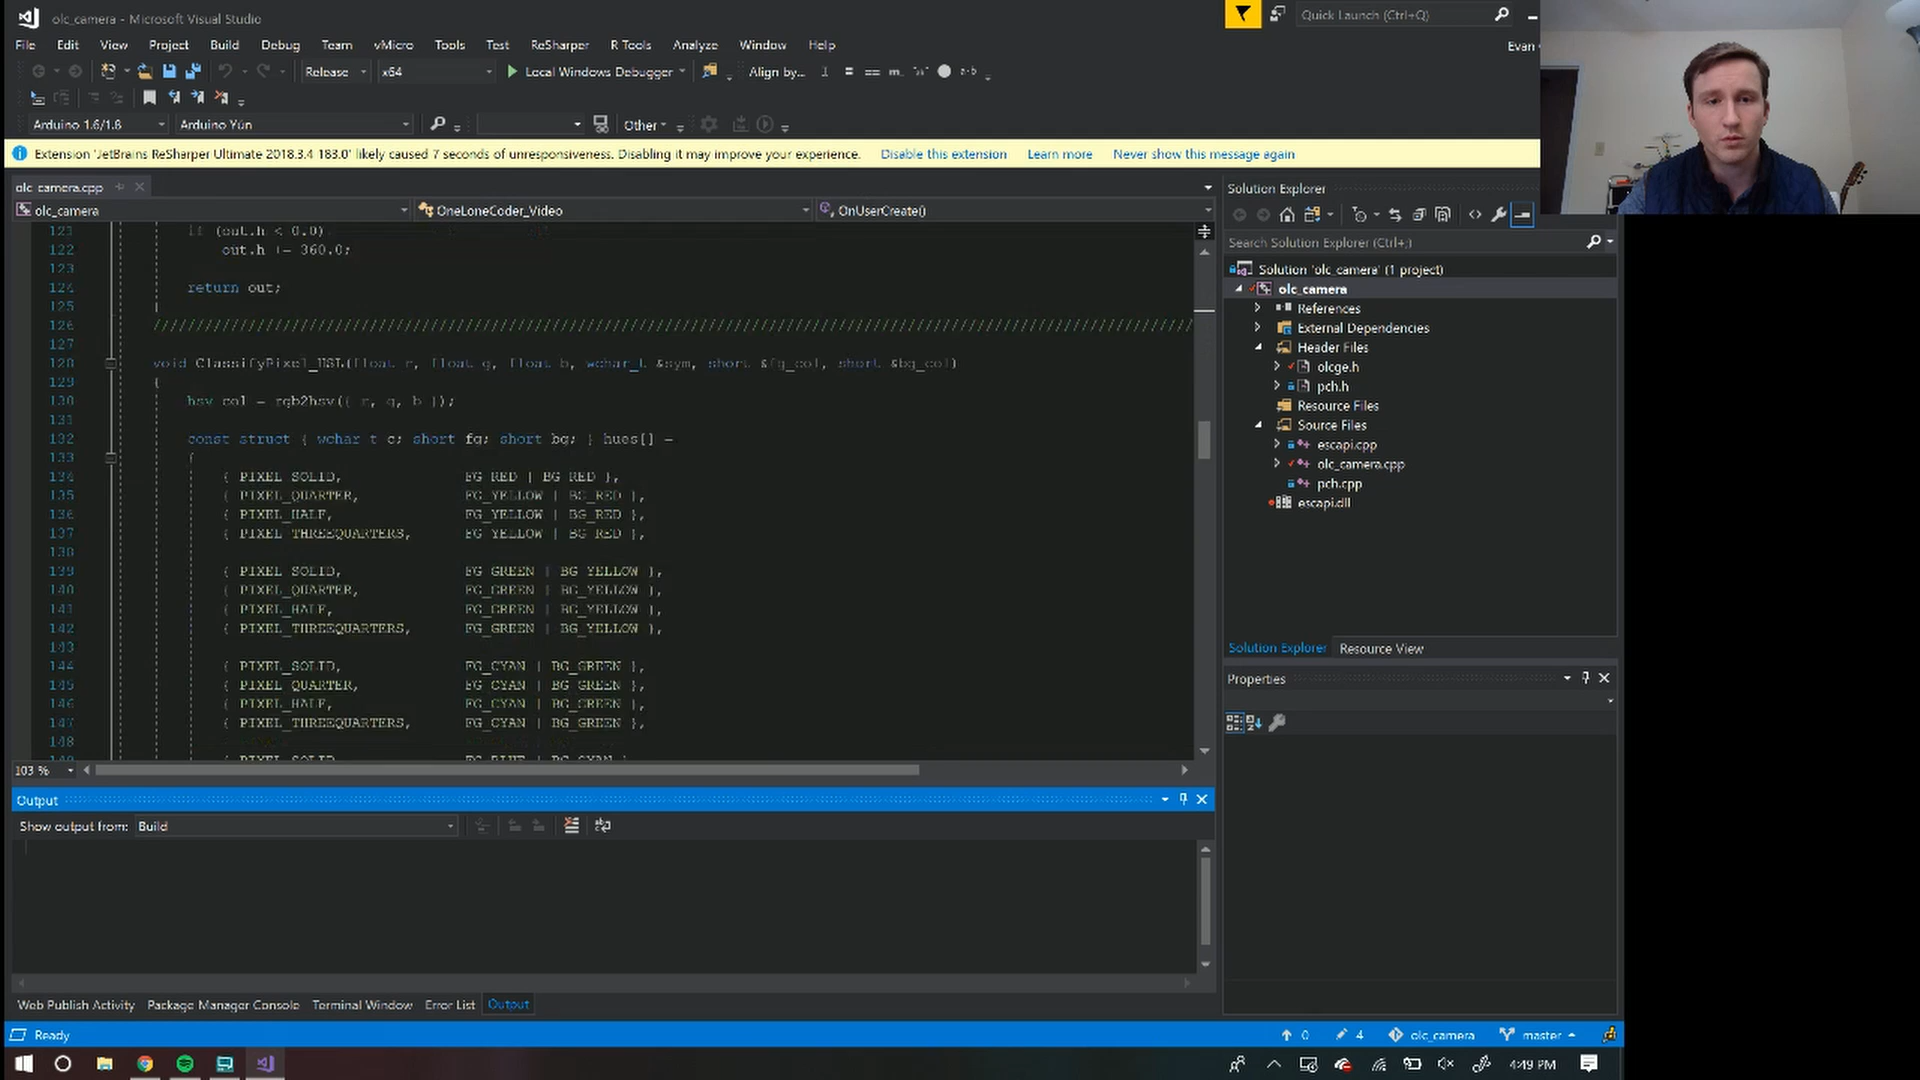 olc_camera - Microsoft Visual Studio
Quick Launch (Ctrl+Q)
File Edit View Project Build Debug Team vMicro Tools Test ReSharper R Tools Analyze Window Help
Evan
Release x64 Local Windows Debugger Align by...
Arduino 1.6/1.8 Arduino Yún Other
Extension 'JetBrains ReSharper Ultimate 2018.3.4 183.0' likely caused 7 seconds of unresponsiveness. Disabling it may improve your experience. Disable this extension Learn more Never show this message again
olc_camera.cpp
olc_camera OneLoneCoder_Video OnUserCreate()
121 if (out.h < 0.0)
122 out.h += 360.0;
123
124 return out;
125
126 ////////////////////////////////////////////////////////////////////////////////////////////////////////////////////////
127
128 void ClassifyPixel_HSL(float r, float g, float b, wchar_t &sym, short &fg_col, short &bg_col)
129 {
130 hsv col = rgb2hsv({ r, g, b });
131
132 const struct { wchar_t c; short fg; short bg; } hues[] =
133 {
134 { PIXEL_SOLID, FG_RED | BG_RED },
135 { PIXEL_QUARTER, FG_YELLOW | BG_RED },
136 { PIXEL_HALF, FG_YELLOW | BG_RED },
137 { PIXEL_THREEQUARTERS, FG_YELLOW | BG_RED },
138
139 { PIXEL_SOLID, FG_GREEN | BG_YELLOW },
140 { PIXEL_QUARTER, FG_GREEN | BG_YELLOW },
141 { PIXEL_HALF, FG_GREEN | BG_YELLOW },
142 { PIXEL_THREEQUARTERS, FG_GREEN | BG_YELLOW },
143
144 { PIXEL_SOLID, FG_CYAN | BG_GREEN },
145 { PIXEL_QUARTER, FG_CYAN | BG_GREEN },
146 { PIXEL_HALF, FG_CYAN | BG_GREEN },
147 { PIXEL_THREEQUARTERS, FG_CYAN | BG_GREEN },
148
149 { PIXEL_SOLID, FG_BLUE | BG_CYAN },
103 %
Solution Explorer
Search Solution Explorer (Ctrl+;)
Solution 'olc_camera' (1 project)
olc_camera
References
External Dependencies
Header Files
olcge.h
pch.h
Resource Files
Source Files
escapi.cpp
olc_camera.cpp
pch.cpp
escapi.dll
Solution Explorer Resource View
Properties
Output
Show output from: Build
Web Publish Activity Package Manager Console Terminal Window Error List Output
Ready
0 4 olc_camera master
4:49 PM